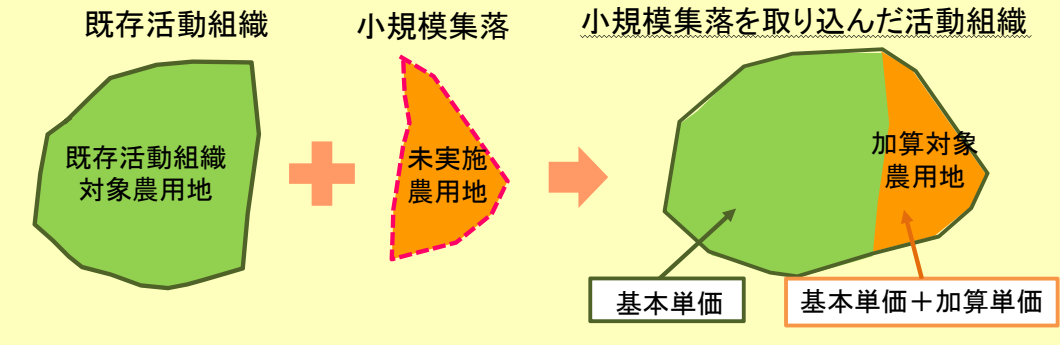 既存活動組織
小規模集落
小規模集落を取り込んだ活動組織
既存活動組織
対象農用地
未実施
農用地
加算対象
農用地
基本単価
基本単価＋加算単価